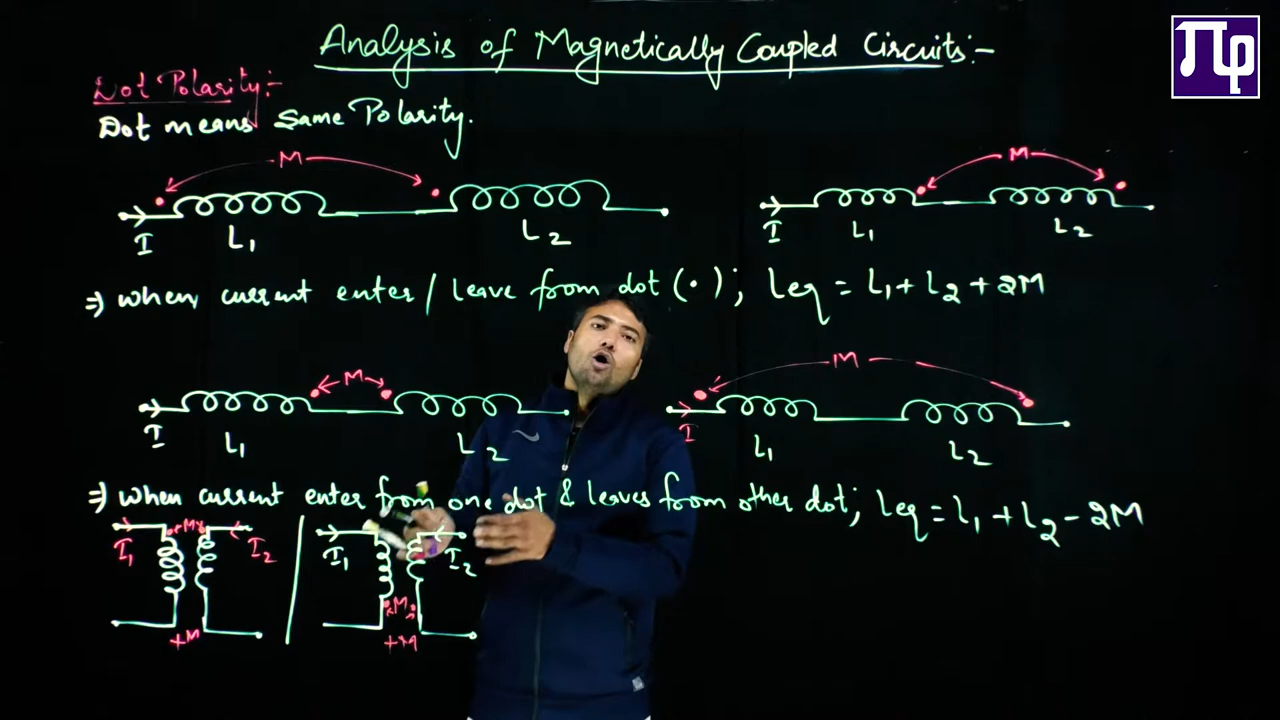 Analysis of Magnetically Coupled Circuits:-
πφ
Dot Polarity:-
Dot means Same Polarity.
M
M
I L1 L2
I L1 L2
⇒ When current enter / leave from dot (•); Leq = L1 + L2 + 2M
M
M
I L1 L2
I L1 L2
⇒ When current enter from one dot & leaves from other dot; Leq = L1 + L2 - 2M
M
I1 I2
I1 I2
M
+M
+M